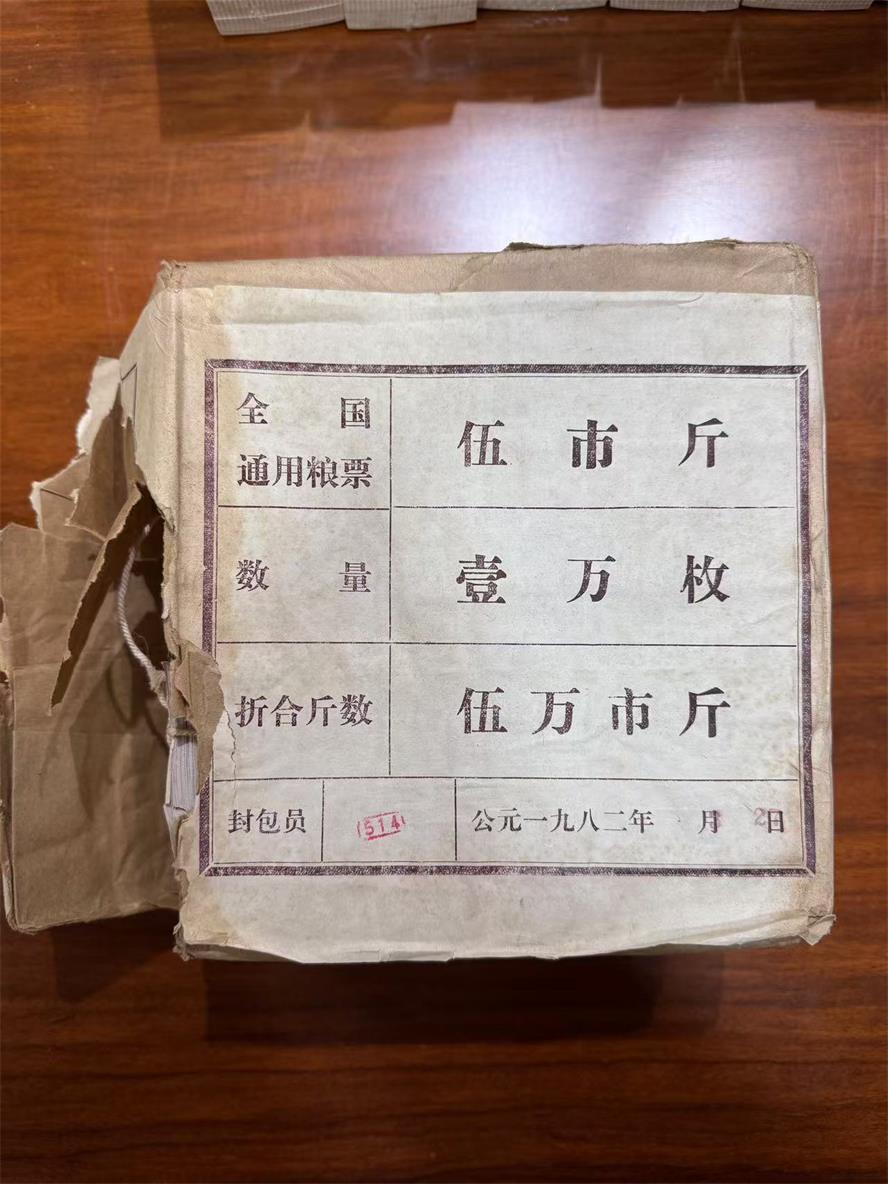 全国
通用粮票
伍市斤
数量
壹万枚
折合斤数
伍万市斤
封包员
514
公元一九八二年 月 日